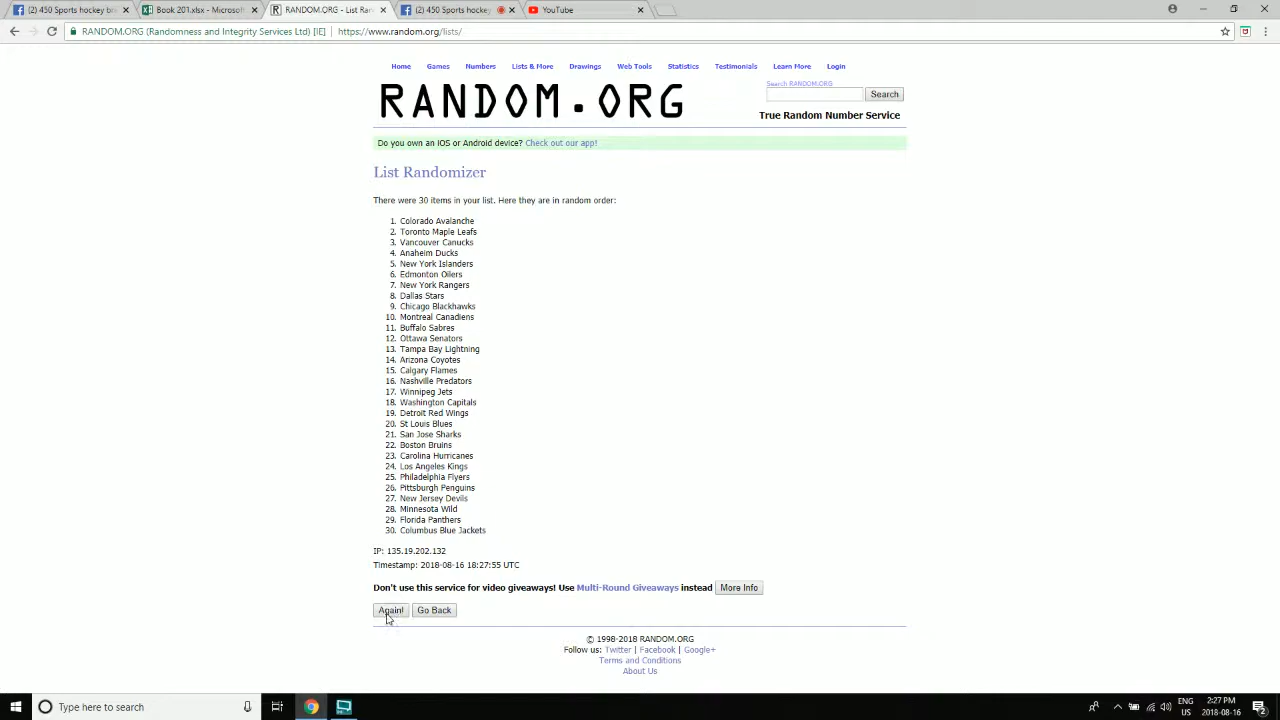 (2) 450 Sports hockey bre
Book 201.xlsx - Microsoft
RANDOM.ORG - List Ran
(2) 450 Sports hockey
YouTube
RANDOM.ORG (Randomness and Integrity Services Ltd) [IE]
https://www.random.org/lists/
Home Games Numbers Lists & More Drawings Web Tools Statistics Testimonials Learn More Login
RANDOM.ORG
Search RANDOM.ORG
Search
True Random Number Service
Do you own an iOS or Android device? Check out our app!
List Randomizer
There were 30 items in your list. Here they are in random order:
1. Colorado Avalanche
2. Toronto Maple Leafs
3. Vancouver Canucks
4. Anaheim Ducks
5. New York Islanders
6. Edmonton Oilers
7. New York Rangers
8. Dallas Stars
9. Chicago Blackhawks
10. Montreal Canadiens
11. Buffalo Sabres
12. Ottawa Senators
13. Tampa Bay Lightning
14. Arizona Coyotes
15. Calgary Flames
16. Nashville Predators
17. Winnipeg Jets
18. Washington Capitals
19. Detroit Red Wings
20. St Louis Blues
21. San Jose Sharks
22. Boston Bruins
23. Carolina Hurricanes
24. Los Angeles Kings
25. Philadelphia Flyers
26. Pittsburgh Penguins
27. New Jersey Devils
28. Minnesota Wild
29. Florida Panthers
30. Columbus Blue Jackets
IP: 135.19.202.132
Timestamp: 2018-08-16 18:27:55 UTC
Don't use this service for video giveaways! Use Multi-Round Giveaways instead More Info
Again! Go Back
© 1998-2018 RANDOM.ORG
Follow us: Twitter | Facebook | Google+
Terms and Conditions
About Us
Type here to search
ENG
US
2:27 PM
2018-08-16
2